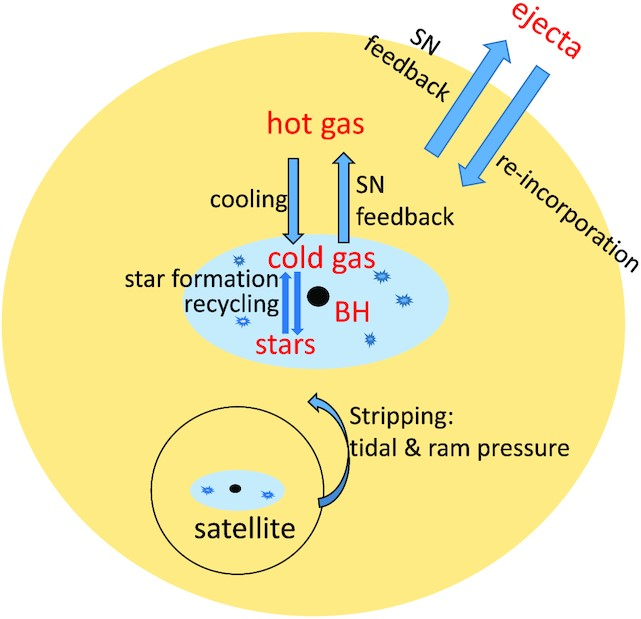 ejecta
SN
feedback
re-incorporation
hot gas
cooling
SN
feedback
cold gas
star formation
recycling
BH
stars
Stripping:
tidal & ram pressure
satellite